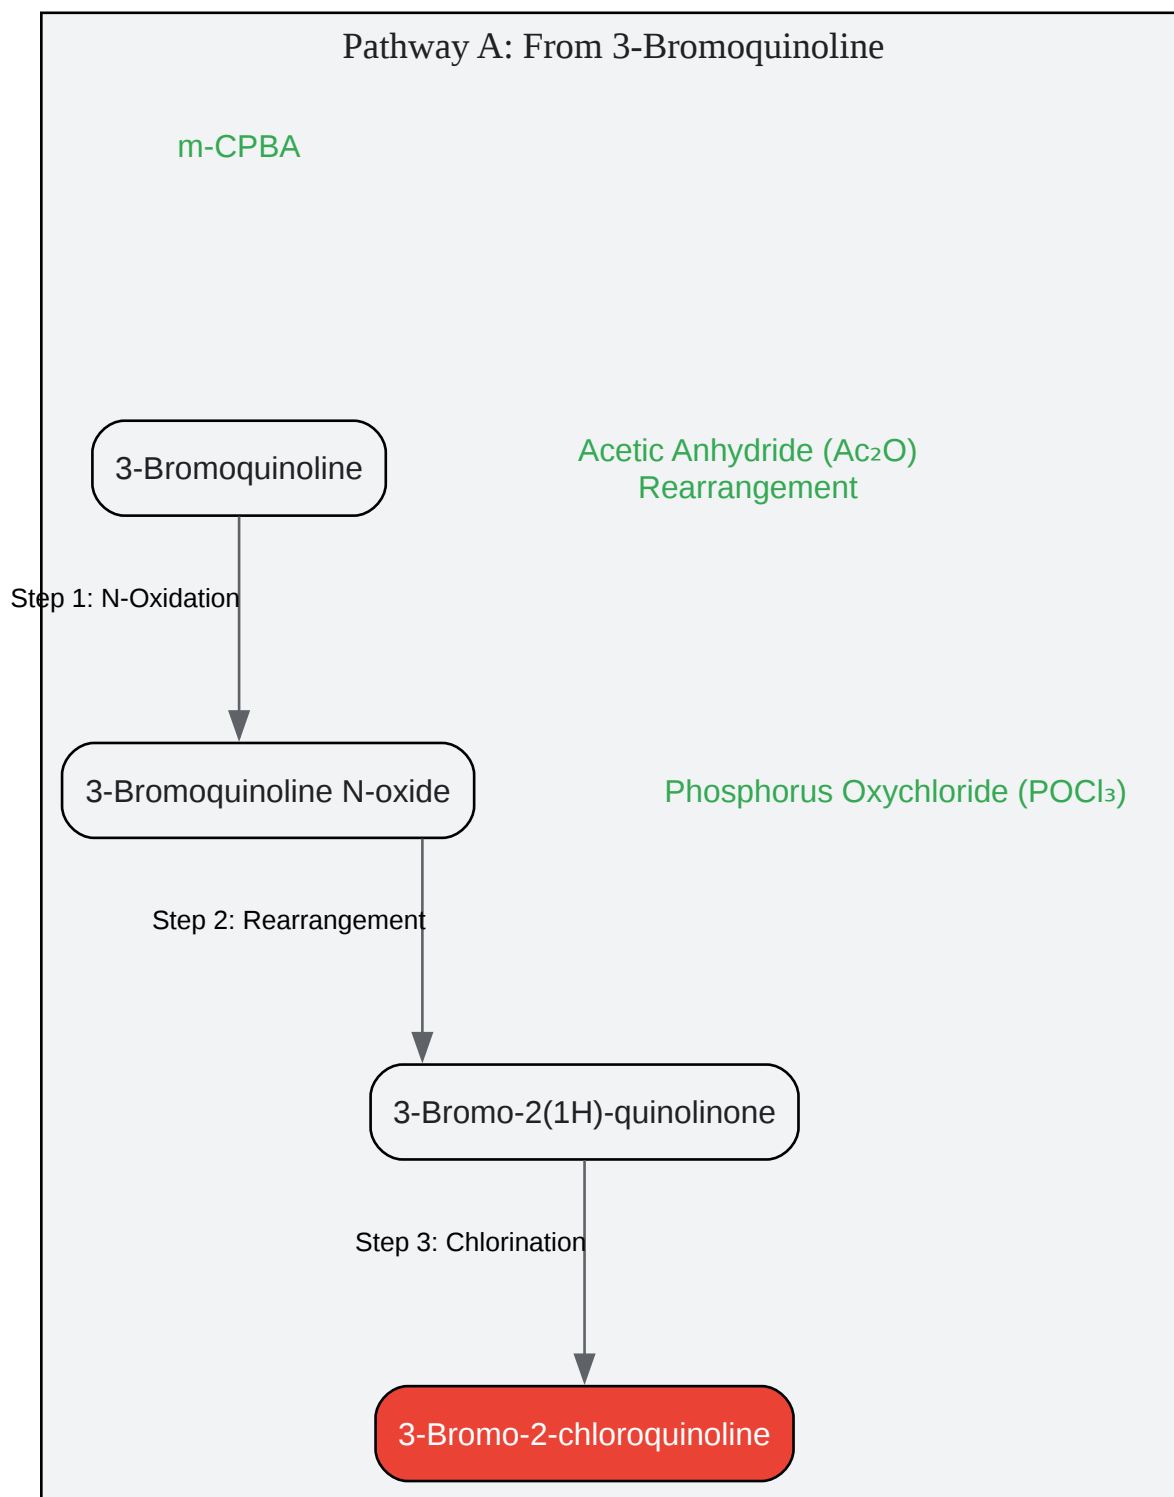 Pathway A: From 3-Bromoquinoline
m-CPBA
3-Bromoquinoline
Acetic Anhydride (Ac₂O)
Rearrangement
Step 1: N-Oxidation
3-Bromoquinoline N-oxide
Phosphorus Oxychloride (POCl₃)
Step 2: Rearrangement
3-Bromo-2(1H)-quinolinone
Step 3: Chlorination
3-Bromo-2-chloroquinoline